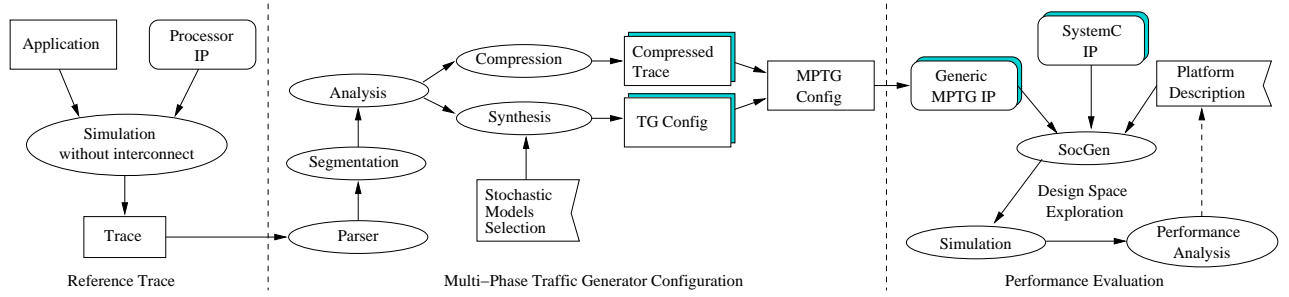 Application
Processor
IP
Simulation
without interconnect
Trace
Reference Trace
Analysis
Segmentation
Parser
Compression
Synthesis
Stochastic
Models
Selection
Compressed
Trace
TG Config
MPTG
Config
Multi−Phase Traffic Generator Configuration
Generic
MPTG IP
SystemC
IP
Platform
Description
SocGen
Design Space
Exploration
Simulation
Performance
Analysis
Performance Evaluation